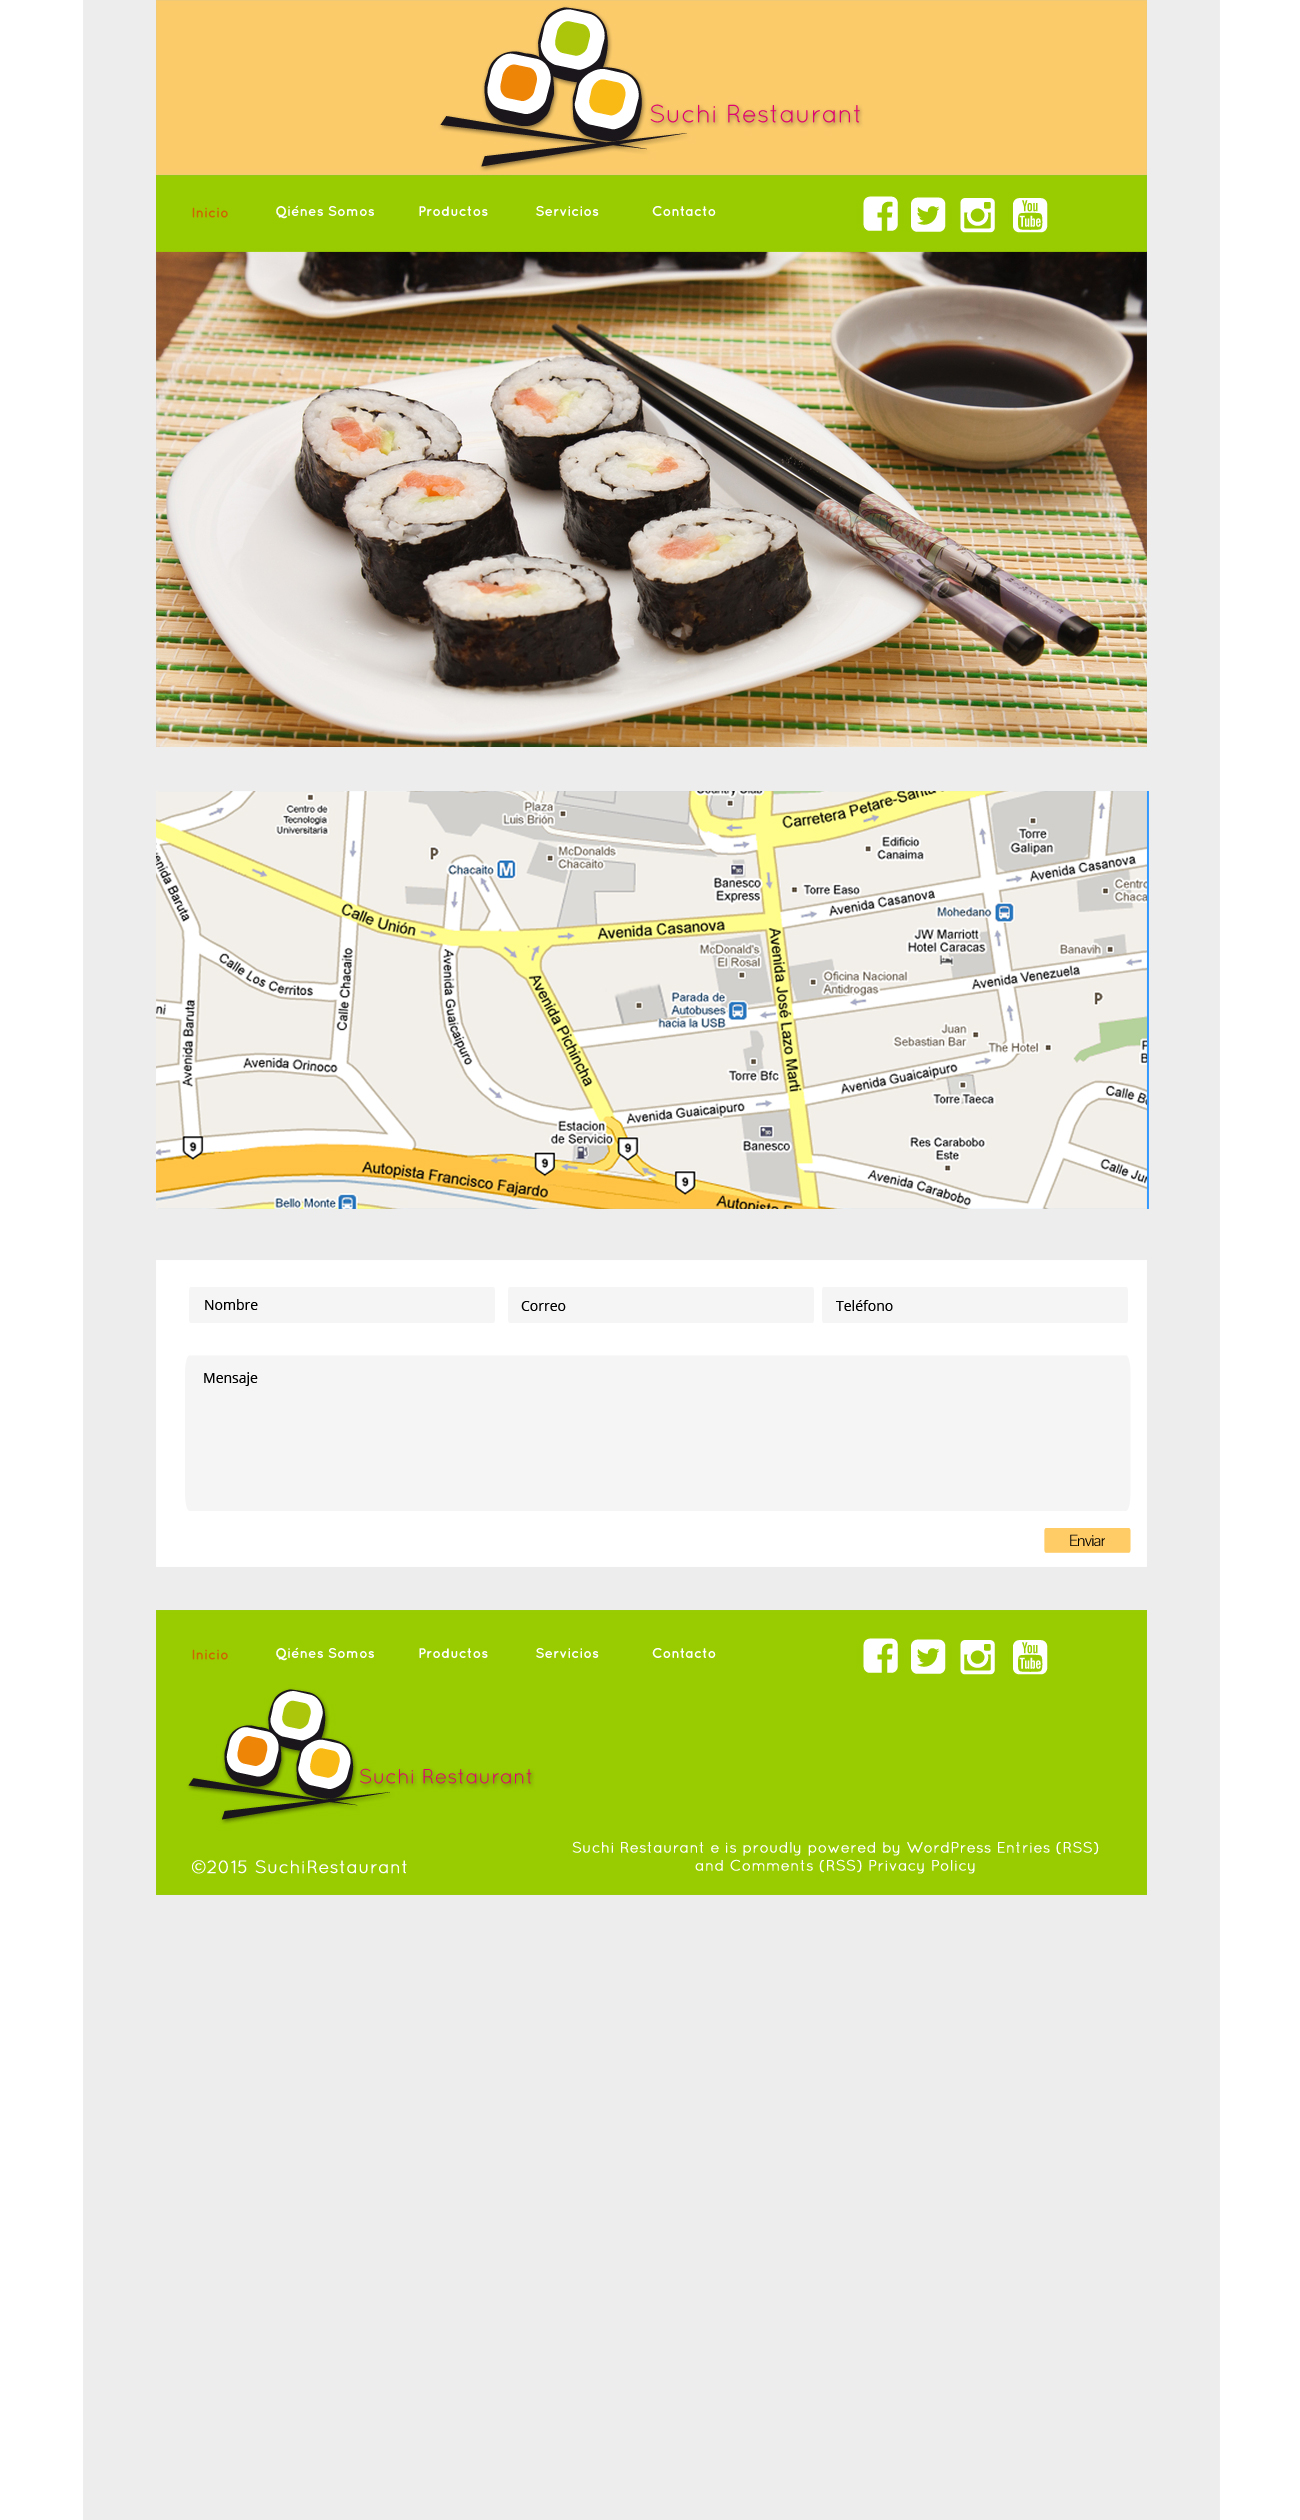 Suchi Restaurant
Inicio
Qiénes Somos
Productos
Servicios
Contacto
You
Tube
Centro de
Tecnologia
Universitaria
Plaza
Luis Brión
McDonalds
Chacaito
Country Club
Carretera Petare-Santa
Edificio
Canaima
Torre
Galipan
P
Chacaito M
Banesco
Express
Torre Easo
Avenida Casanova
Avenida Casanova
Centro
Chaca
Avenida Baruta
Calle Unión
Avenida Casanova
Mohedano
JW Marriott
Hotel Caracas
McDonald's
El Rosal
Banavih
Calle Los Cerritos
Calle Chacaito
Avenida Guaicaipuro
Avenida Pichincha
Avenida José Lazo Marti
Oficina Nacional
Antidrogas
Avenida Venezuela
Parada de
Autobuses
hacia la USB
P
ni
Avenida Baruta
Juan
Sebastian Bar
The Hotel
Avenida Orinoco
Torre Bfc
Avenida Guaicaipuro
Torre Taeca
Calle B
Avenida Guaicaipuro
Estacion
de Servicio
Banesco
Res Carabobo
Este
9
9
9
9
Autopista Francisco Fajardo
Avenida Carabobo
Calle Ju
Bello Monte
Autopista F
Nombre
Correo
Teléfono
Mensaje
Enviar
Inicio
Qiénes Somos
Productos
Servicios
Contacto
You
Tube
Suchi Restaurant
Suchi Restaurant e is proudly powered by WordPress Entries (RSS)
and Comments (RSS) Privacy Policy
©2015 SuchiRestaurant